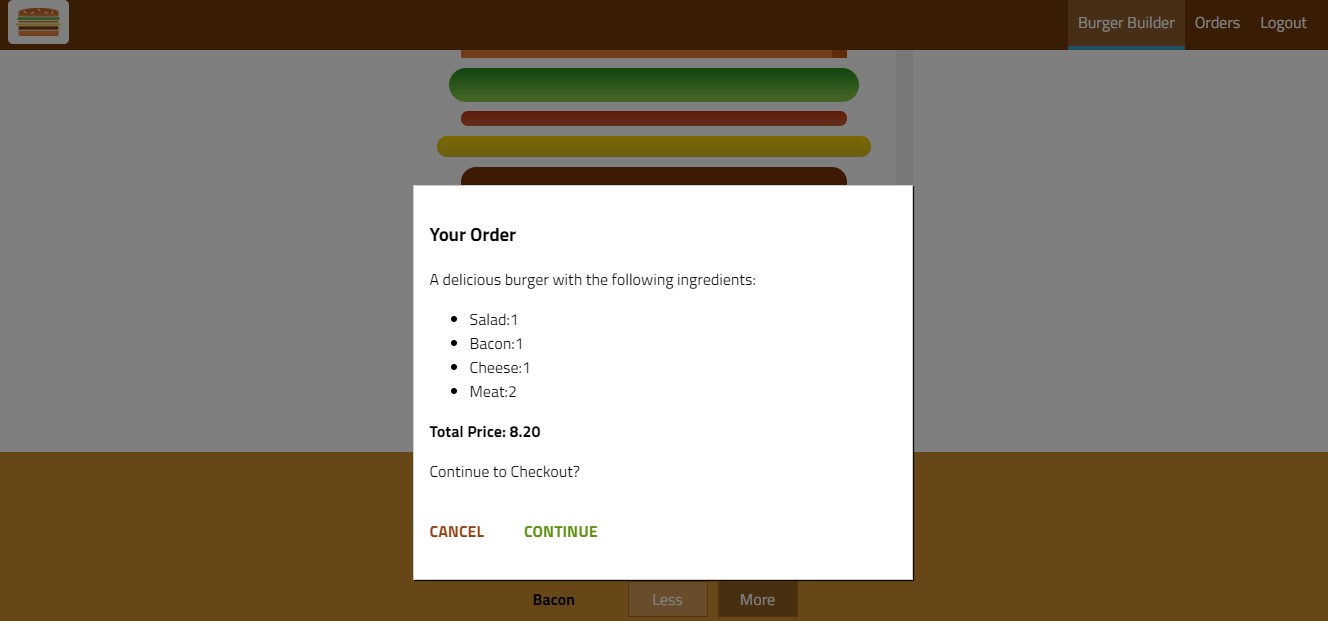 Burger Builder Orders Logout
Your Order
A delicious burger with the following ingredients:
Salad:1
Bacon:1
Cheese:1
Meat:2
Total Price: 8.20
Continue to Checkout?
CANCEL CONTINUE
Bacon Less More